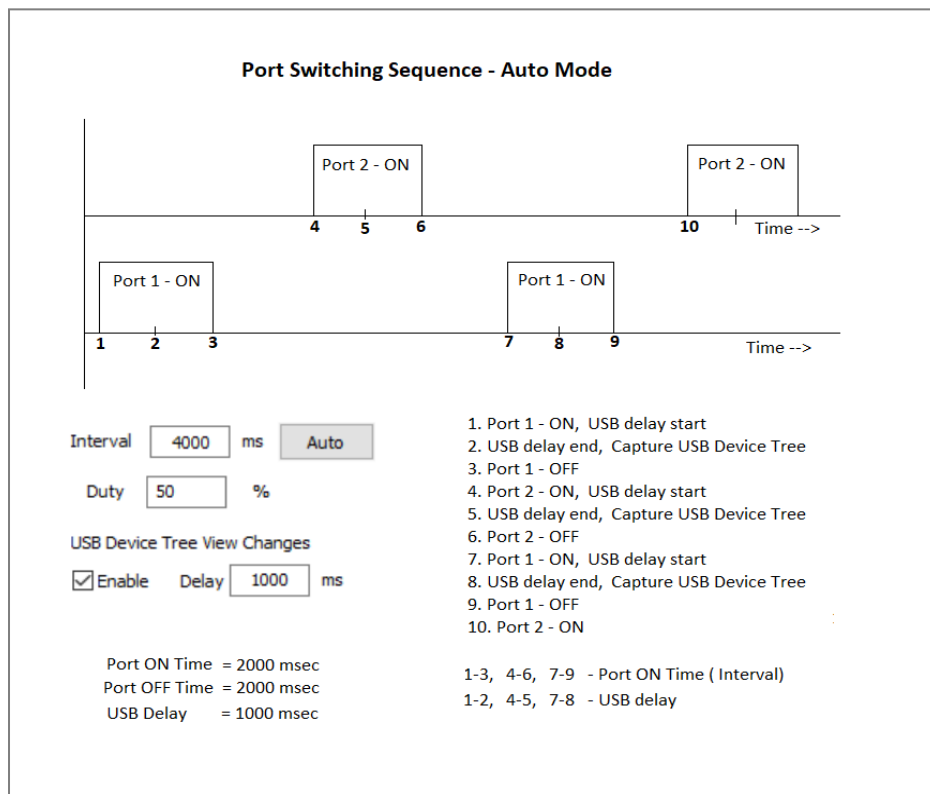 Port Switching Sequence - Auto Mode
Port 2 - ON
Port 2 - ON
4
5
6
10
Time -->
Port 1 - ON
Port 1 - ON
1
2
3
7
8
9
Time -->
Interval 4000 ms Auto
Duty 50 %
USB Device Tree View Changes
Enable Delay 1000 ms
1. Port 1 - ON, USB delay start
2. USB delay end, Capture USB Device Tree
3. Port 1 - OFF
4. Port 2 - ON, USB delay start
5. USB delay end, Capture USB Device Tree
6. Port 2 - OFF
7. Port 1 - ON, USB delay start
8. USB delay end, Capture USB Device Tree
9. Port 1 - OFF
10. Port 2 - ON
Port ON Time = 2000 msec
Port OFF Time = 2000 msec
USB Delay = 1000 msec
1-3, 4-6, 7-9 - Port ON Time ( Interval)
1-2, 4-5, 7-8 - USB delay